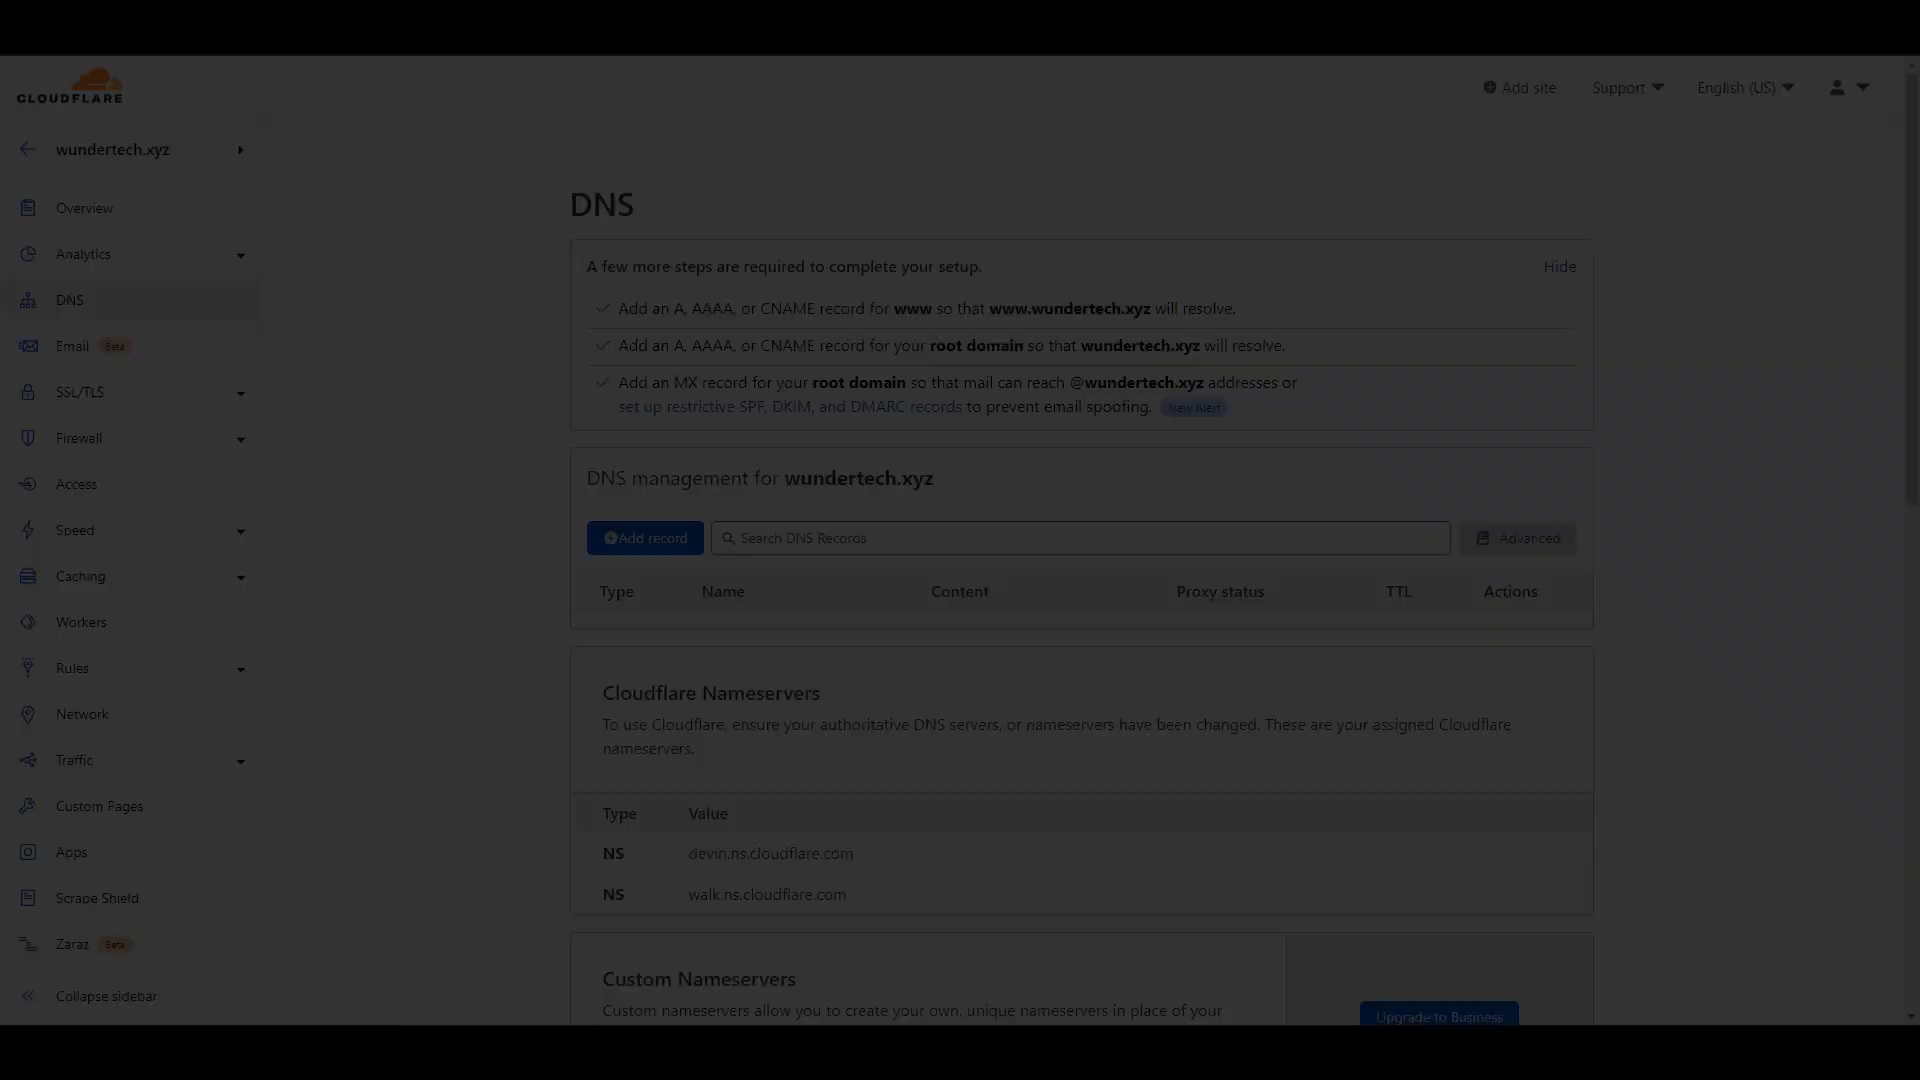 CLOUDFLARE
Add site
Support
English (US)
wundertech.xyz
Overview
Analytics
DNS
Email Beta
SSL/TLS
Firewall
Access
Speed
Caching
Workers
Rules
Network
Traffic
Custom Pages
Apps
Scrape Shield
Zaraz Beta
Collapse sidebar
DNS
A few more steps are required to complete your setup.
Hide
Add an A, AAAA, or CNAME record for www so that www.wundertech.xyz will resolve.
Add an A, AAAA, or CNAME record for your root domain so that wundertech.xyz will resolve.
Add an MX record for your root domain so that mail can reach @wundertech.xyz addresses or
set up restrictive SPF, DKIM, and DMARC records to prevent email spoofing. New Alert
DNS management for wundertech.xyz
Add record
Search DNS Records
Advanced
Type Name Content Proxy status TTL Actions
Cloudflare Nameservers
To use Cloudflare, ensure your authoritative DNS servers, or nameservers have been changed. These are your assigned Cloudflare
nameservers.
Type Value
NS devin.ns.cloudflare.com
NS walk.ns.cloudflare.com
Custom Nameservers
Custom nameservers allow you to create your own, unique nameservers in place of your
Upgrade to Business